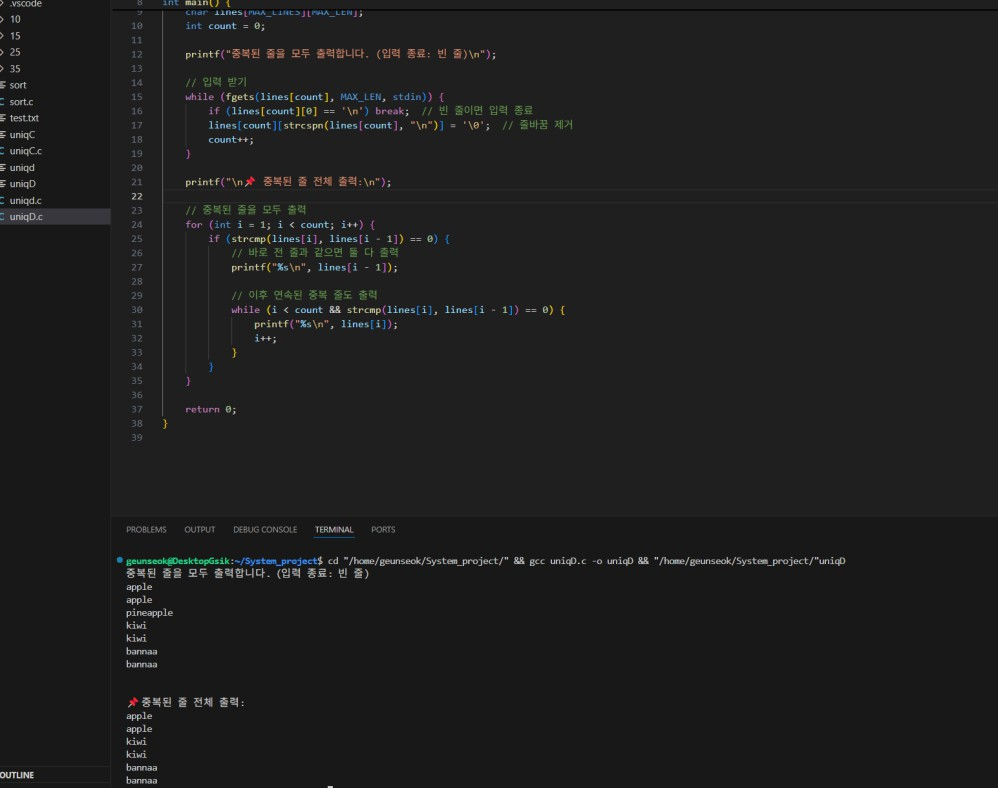 .vscode
10
15
25
35
sort
sort.c
test.txt
uniqC
uniqC.c
uniqd
uniqD
uniqd.c
uniqD.c
OUTLINE
8 int main() {
9 char lines[MAX_LINES][MAX_LEN];
10 int count = 0;
11
12 printf("중복된 줄을 모두 출력합니다. (입력 종료: 빈 줄)\n");
13
14 // 입력 받기
15 while (fgets(lines[count], MAX_LEN, stdin)) {
16 if (lines[count][0] == '\n') break; // 빈 줄이면 입력 종료
17 lines[count][strcspn(lines[count], "\n")] = '\0'; // 줄바꿈 제거
18 count++;
19 }
20
21 printf("\n📌 중복된 줄 전체 출력:\n");
22
23 // 중복된 줄을 모두 출력
24 for (int i = 1; i < count; i++) {
25 if (strcmp(lines[i], lines[i - 1]) == 0) {
26 // 바로 전 줄과 같으면 둘 다 출력
27 printf("%s\n", lines[i - 1]);
28
29 // 이후 연속된 중복 줄도 출력
30 while (i < count && strcmp(lines[i], lines[i - 1]) == 0) {
31 printf("%s\n", lines[i]);
32 i++;
33 }
34 }
35 }
36
37 return 0;
38 }
39
PROBLEMS OUTPUT DEBUG CONSOLE TERMINAL PORTS
geunseok@DesktopGsik:~/System_project$ cd "/home/geunseok/System_project/" && gcc uniqD.c -o uniqD && "/home/geunseok/System_project/"uniqD
중복된 줄을 모두 출력합니다. (입력 종료: 빈 줄)
apple
apple
pineapple
kiwi
kiwi
bannaa
bannaa
📌 중복된 줄 전체 출력:
apple
apple
kiwi
kiwi
bannaa
bannaa